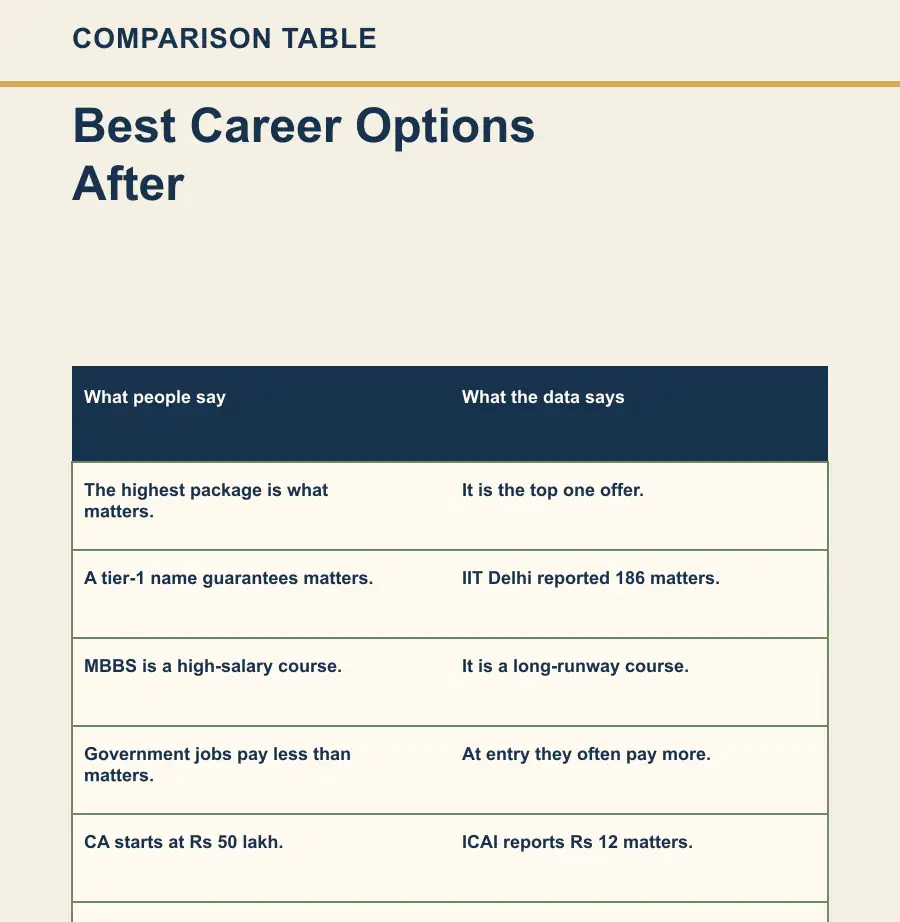 COMPARISON TABLE
Best Career Options
After
What people say
What the data says
The highest package is what
matters.
It is the top one offer.
A tier-1 name guarantees matters.
IIT Delhi reported 186 matters.
MBBS is a high-salary course.
It is a long-runway course.
Government jobs pay less than
matters.
At entry they often pay more.
CA starts at Rs 50 lakh.
ICAI reports Rs 12 matters.